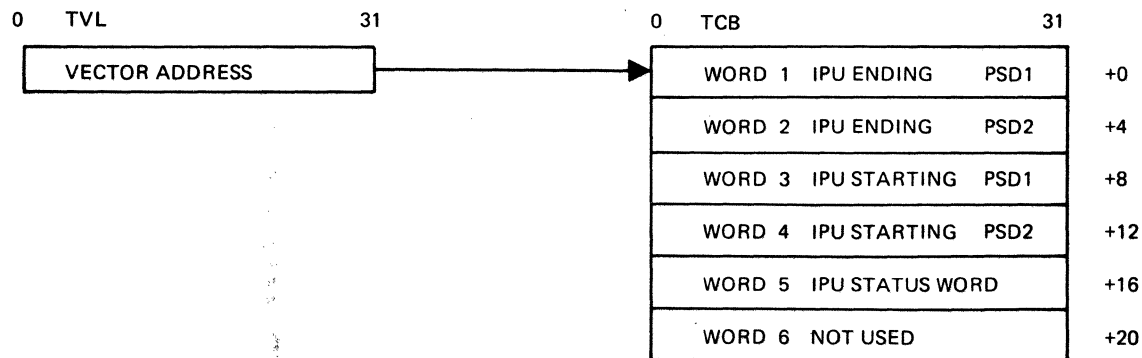 0 TVL 31
VECTOR ADDRESS
0 TCB 31
WORD 1 IPU ENDING PSD1 +0
WORD 2 IPU ENDING PSD2 +4
WORD 3 IPU STARTING PSD1 +8
WORD 4 IPU STARTING PSD2 +12
WORD 5 IPU STATUS WORD +16
WORD 6 NOT USED +20